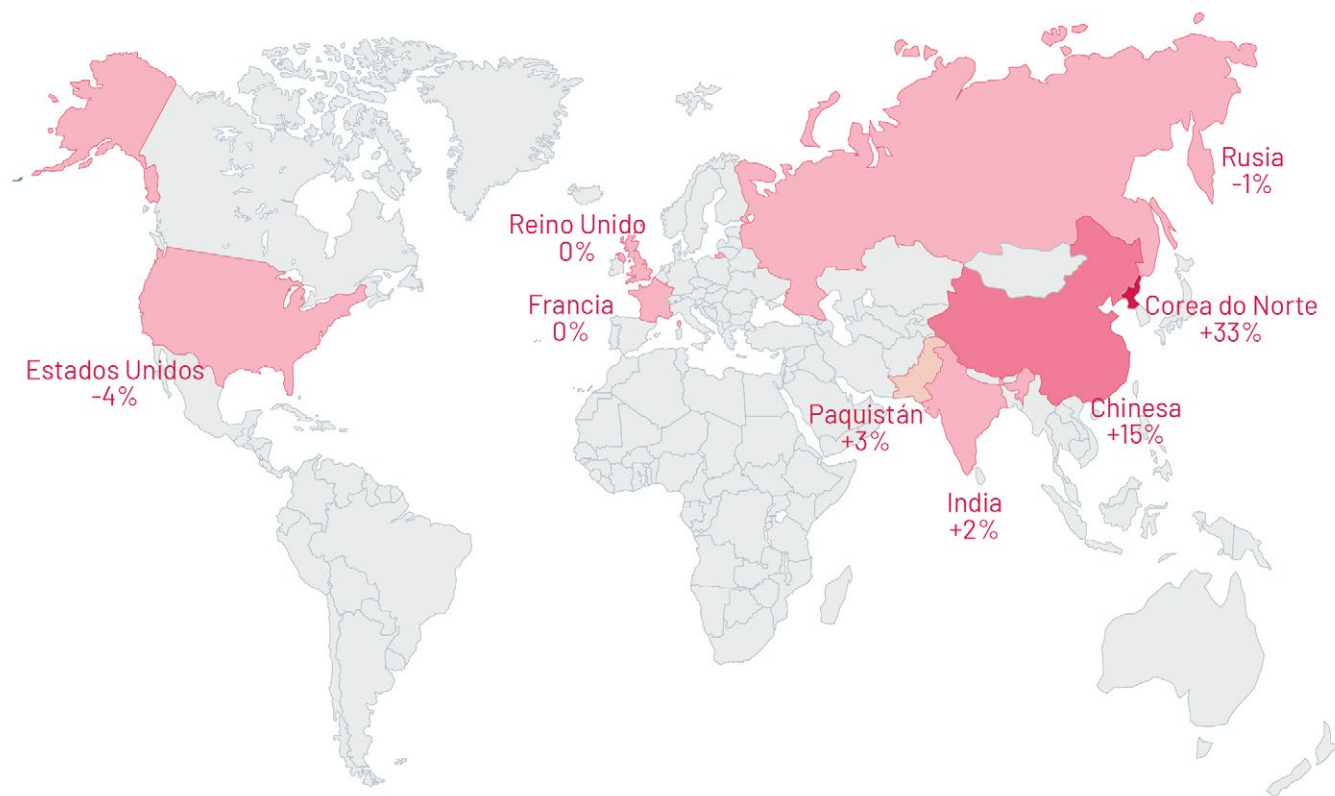 Rusia
-1%
Reino Unido
0%
Francia
0%
Corea do Norte
+33%
Estados Unidos
-4%
Paquistán
+3%
Chinesa
+15%
India
+2%